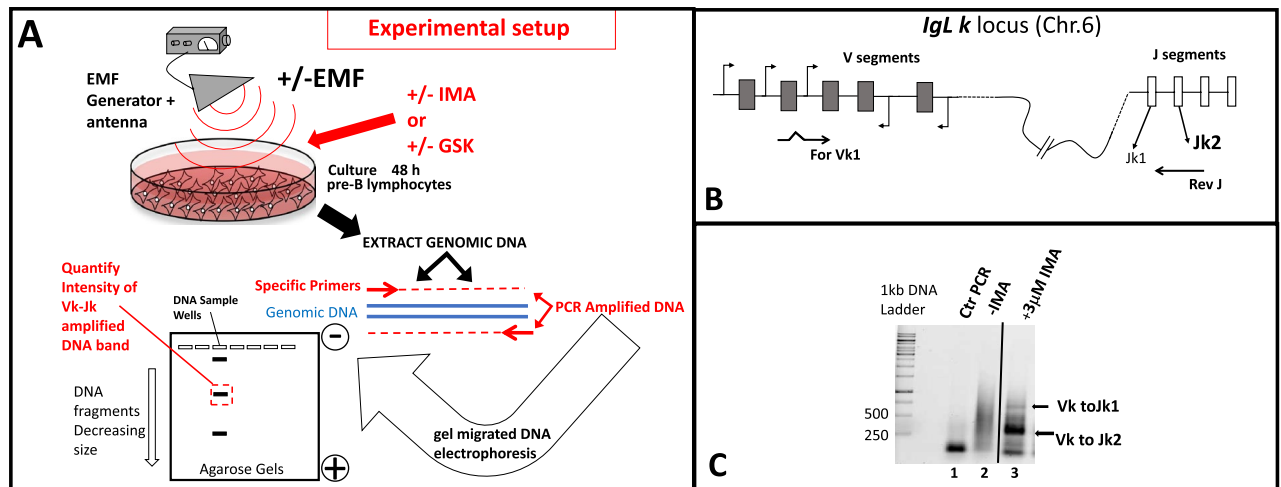 A
Experimental setup
EMF
Generator +
antenna
+/-EMF
+/- IMA
or
+/- GSK
Culture 48 h
pre-B lymphocytes
EXTRACT GENOMIC DNA
Quantify
Intensity of
Vk-Jk
amplified
DNA band
DNA Sample
Wells
Specific Primers
Genomic DNA
PCR Amplified DNA
-
+
DNA
fragments
Decreasing
size
Agarose Gels
gel migrated DNA
electrophoresis
B
IgL k locus (Chr.6)
V segments
J segments
For Vk1
Jk1
Jk2
Rev J
C
1kb DNA
Ladder
Ctr PCR
-IMA
+3μM IMA
500
250
Vk toJk1
Vk to Jk2
1 2 3